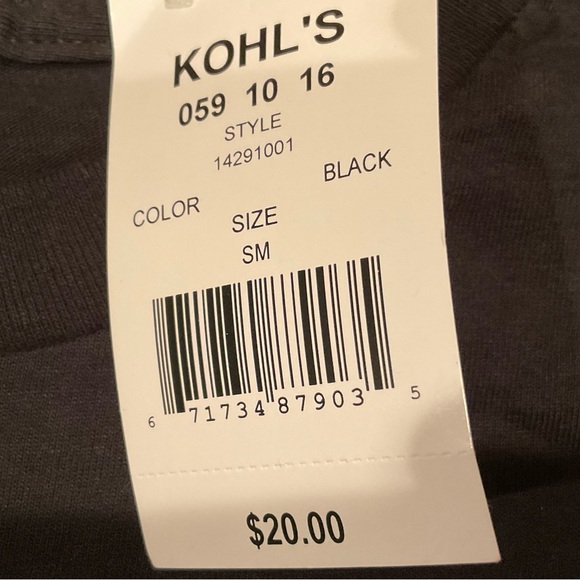 KOHL'S
059 10 16
STYLE
14291001
COLOR BLACK
SIZE
SM
6 71734 87903 5
$20.00